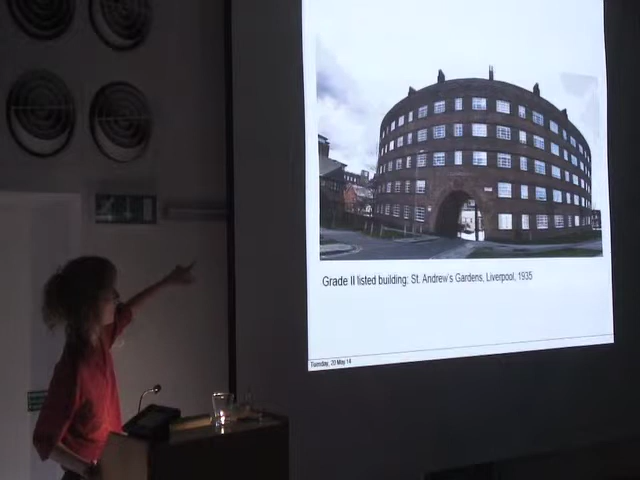 Grade II listed building: St. Andrew's Gardens, Liverpool, 1935
Tuesday, 20 May 14